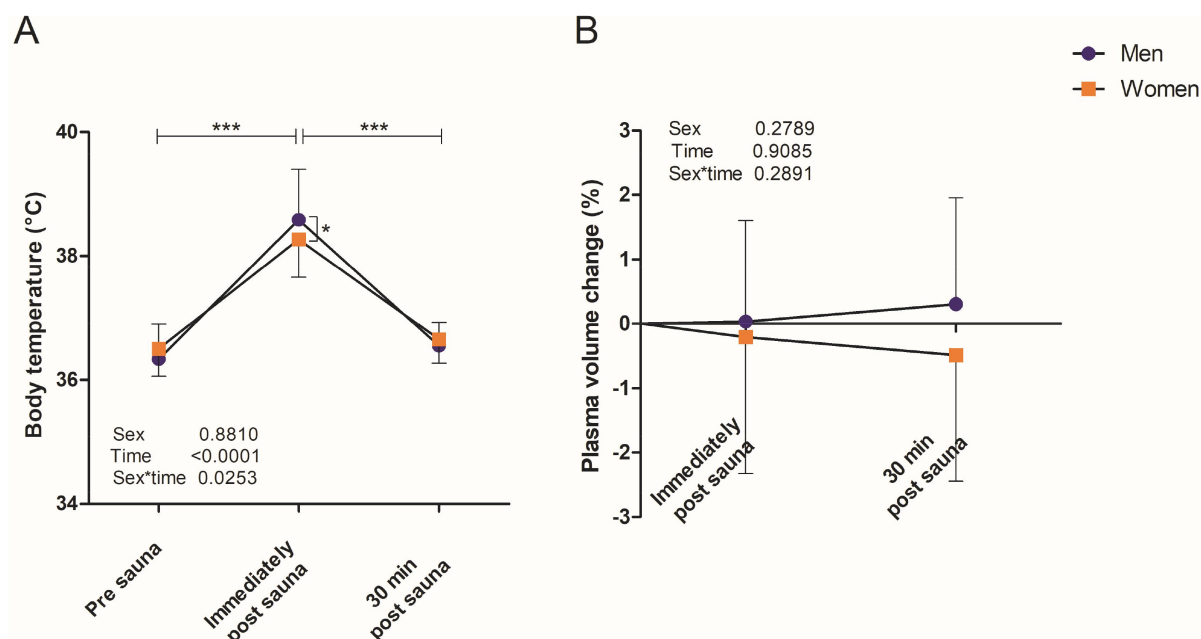 A
B
Men
Women
***
***
*
40
38
36
34
Body temperature (°C)
Sex 0.8810
Time <0.0001
Sex*time 0.0253
Pre sauna
Immediately
post sauna
30 min
post sauna
3
2
1
0
-1
-2
-3
Plasma volume change (%)
Sex 0.2789
Time 0.9085
Sex*time 0.2891
Immediately
post sauna
30 min
post sauna